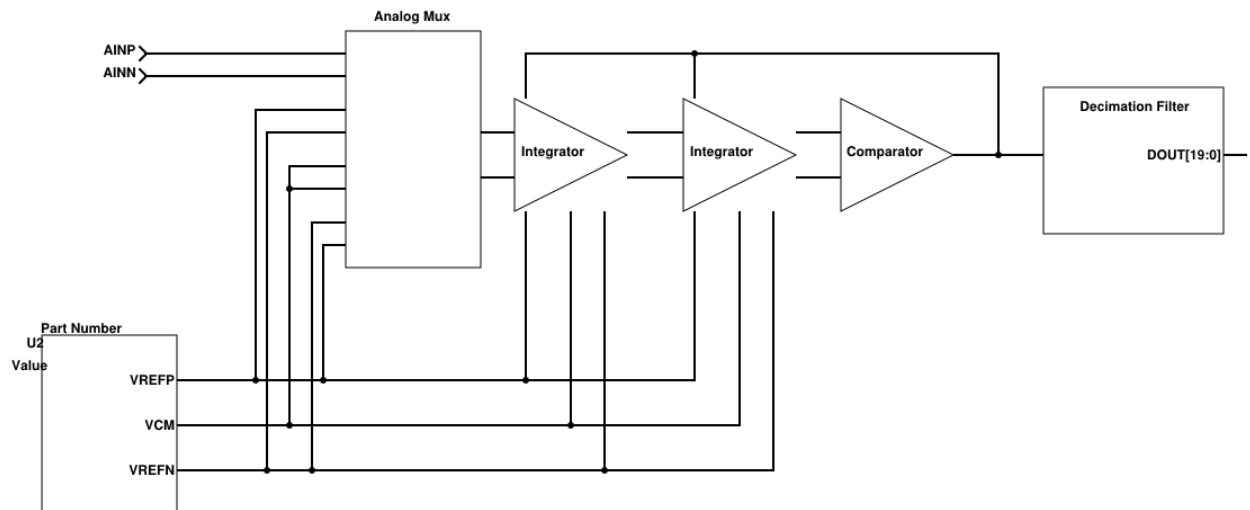 Analog Mux
AINP
AINN
Decimation Filter
Integrator
Integrator
Comparator
DOUT[19:0]
Part Number
U2
Value
VREFP
VCM
VREFN